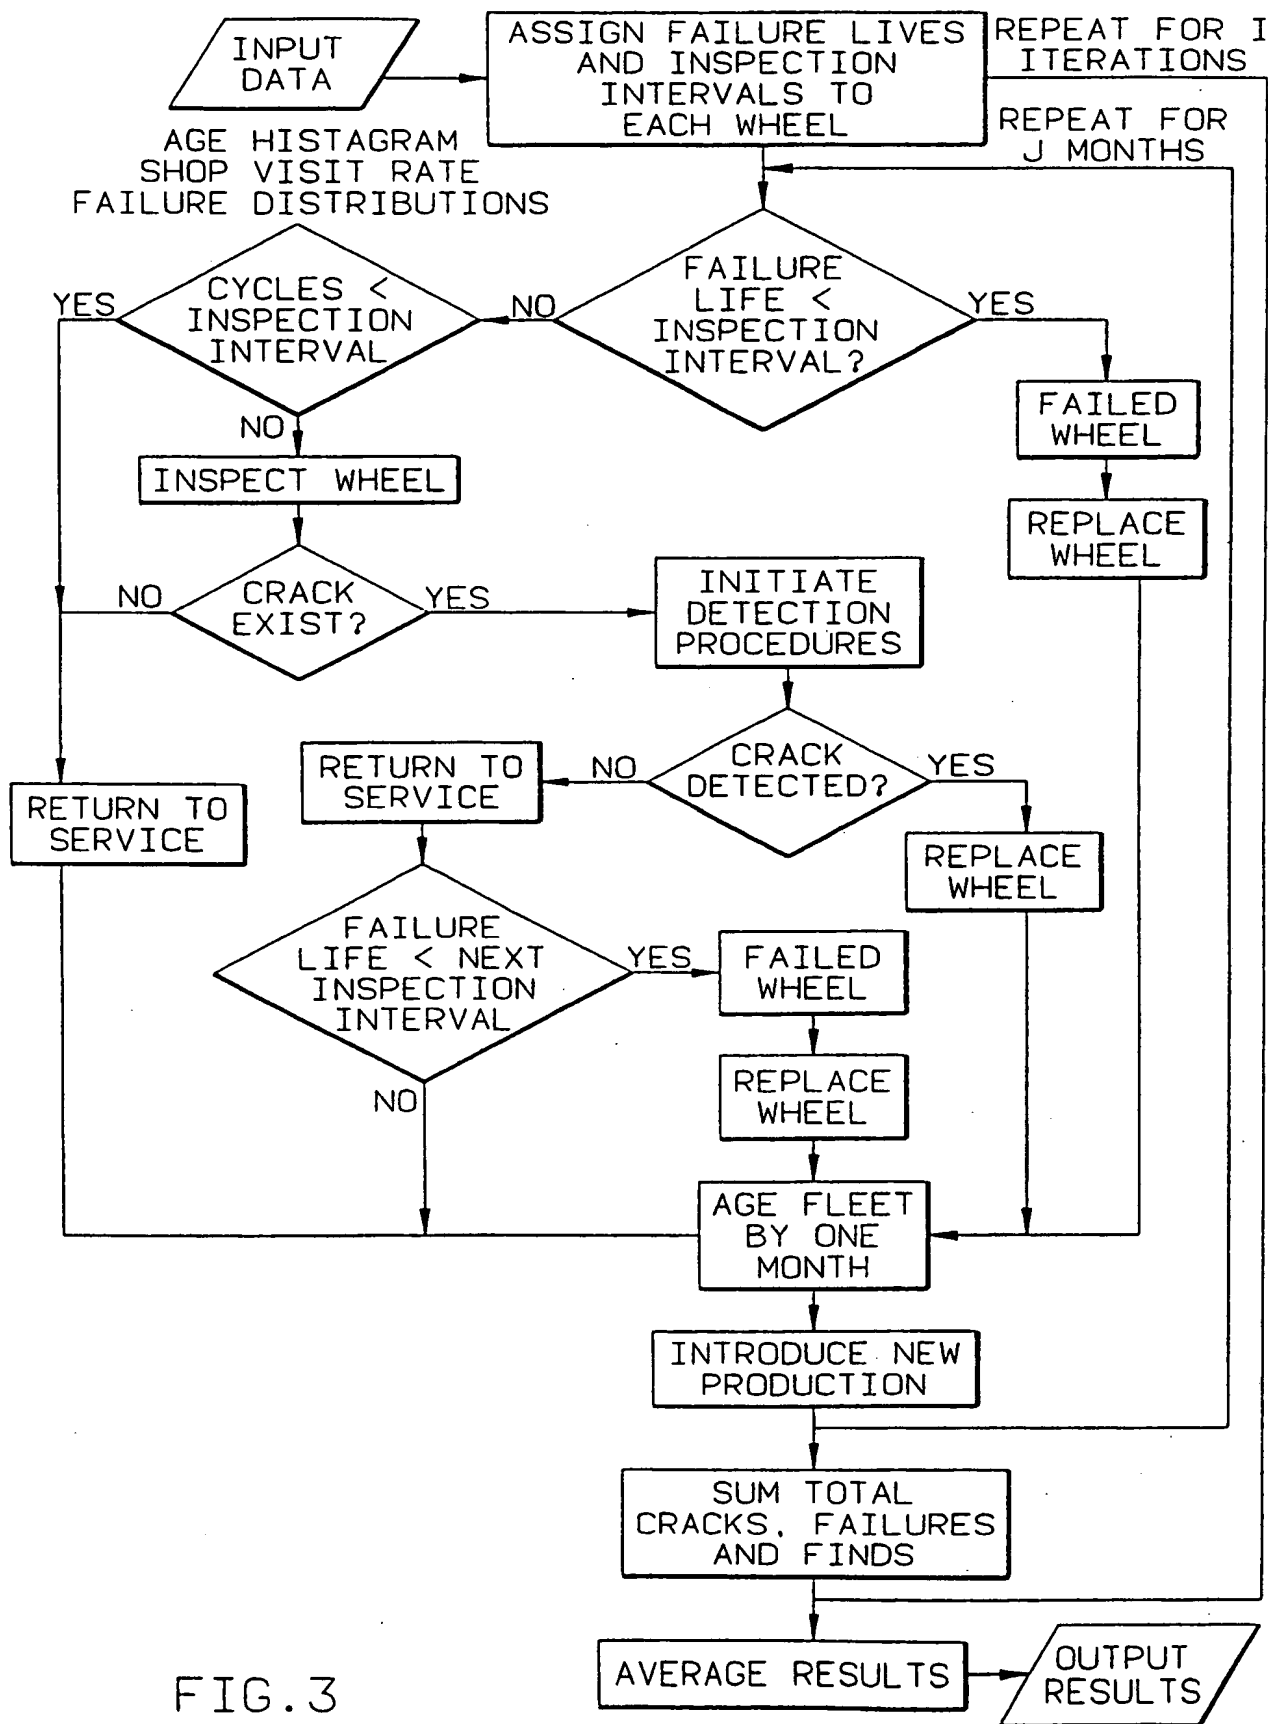 INPUT
DATA
ASSIGN FAILURE LIVES
AND INSPECTION
INTERVALS TO
EACH WHEEL
REPEAT FOR I
ITERATIONS
REPEAT FOR
J MONTHS
AGE HISTAGRAM
SHOP VISIT RATE
FAILURE DISTRIBUTIONS
FAILURE
LIFE <
INSPECTION
INTERVAL?
NO
YES
CYCLES <
INSPECTION
INTERVAL
YES
NO
FAILED
WHEEL
REPLACE
WHEEL
INSPECT WHEEL
CRACK
EXIST?
NO
YES
INITIATE
DETECTION
PROCEDURES
CRACK
DETECTED?
NO
YES
RETURN TO
SERVICE
RETURN TO
SERVICE
REPLACE
WHEEL
FAILURE
LIFE < NEXT
INSPECTION
INTERVAL
YES
NO
FAILED
WHEEL
REPLACE
WHEEL
AGE FLEET
BY ONE
MONTH
INTRODUCE NEW
PRODUCTION
SUM TOTAL
CRACKS, FAILURES
AND FINDS
AVERAGE RESULTS
OUTPUT
RESULTS
FIG.3